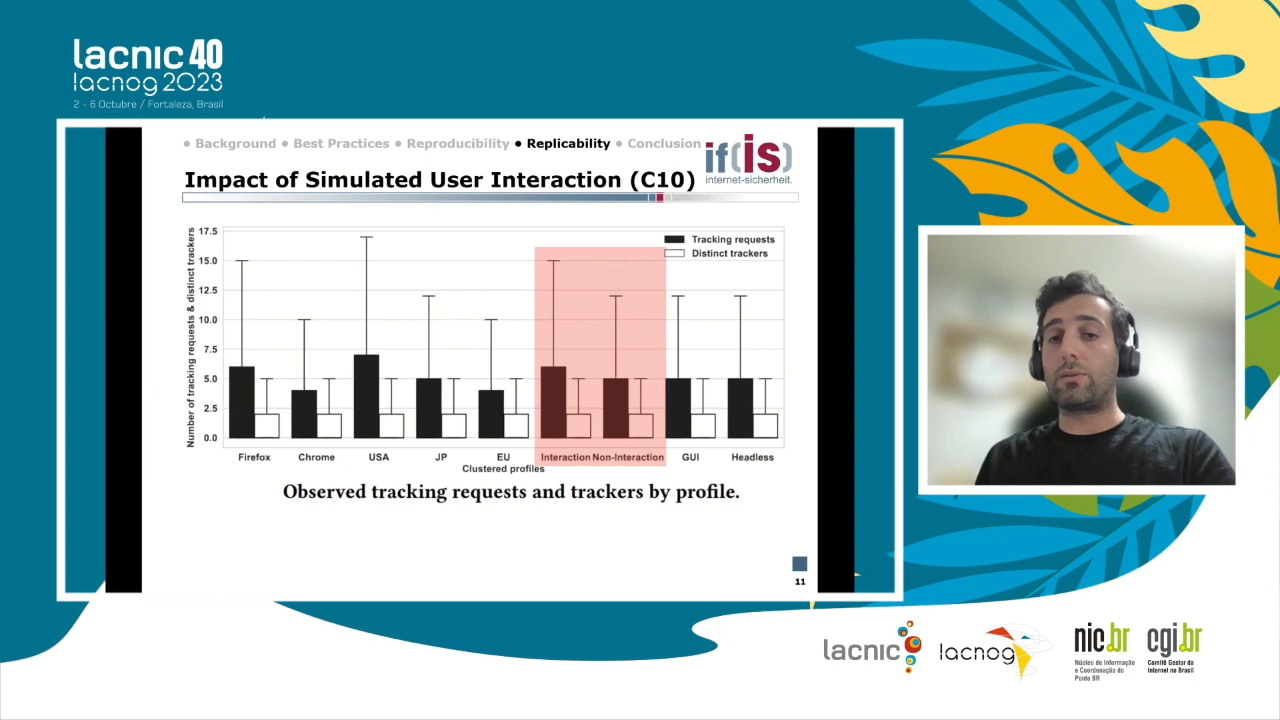 lacnic 40
lacnog 2023
2 - 6 Octubre / Fortaleza, Brasil
● Background ● Best Practices ● Reproducibility ● Replicability ● Conclusion
if(is)
internet-sicherheit.
Impact of Simulated User Interaction (C10)
Number of tracking requests & distinct trackers
17.5
15.0
12.5
10.0
7.5
5.0
2.5
0.0
Tracking requests
Distinct trackers
Firefox Chrome USA JP EU Interaction Non-Interaction GUI Headless
Clustered profiles
Observed tracking requests and trackers by profile.
11
lacnic
lacnog
nic.br
Núcleo de Informação
e Coordenação do
Ponto BR
cgi.br
Comitê Gestor da
Internet no Brasil